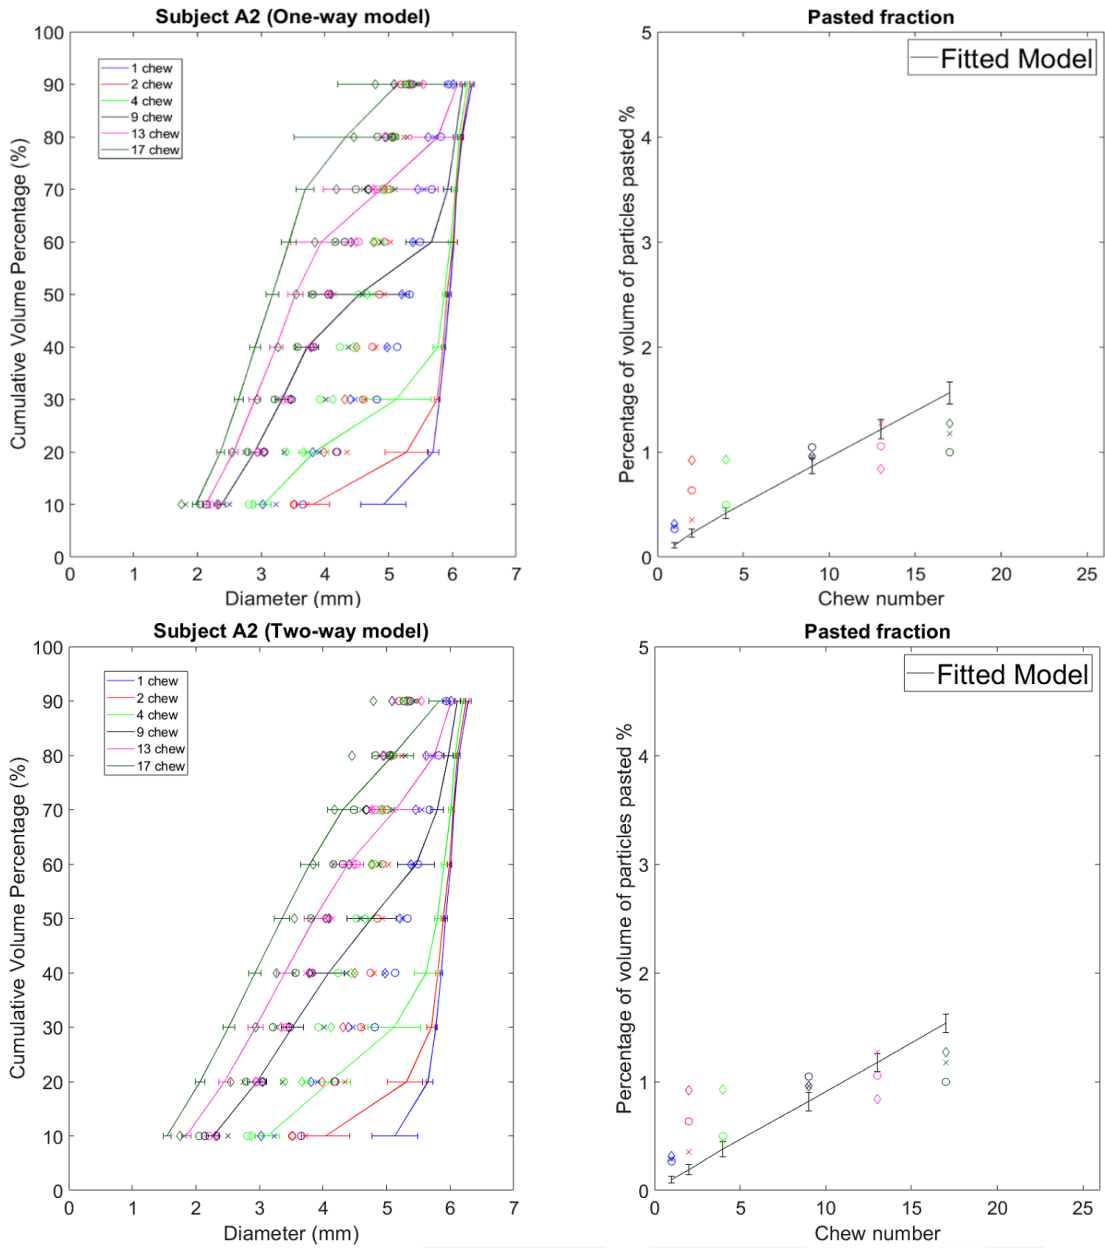 Subject A2 (One-way model)
Cumulative Volume Percentage (%)
100
90
80
70
60
50
40
30
20
10
0
1 chew
2 chew
4 chew
9 chew
13 chew
17 chew
0 1 2 3 4 5 6 7
Diameter (mm)
Pasted fraction
Percentage of volume of particles pasted %
5
4
3
2
1
0
Fitted Model
0 5 10 15 20 25
Chew number
Subject A2 (Two-way model)
Cumulative Volume Percentage (%)
100
90
80
70
60
50
40
30
20
10
0
1 chew
2 chew
4 chew
9 chew
13 chew
17 chew
0 1 2 3 4 5 6 7
Diameter (mm)
Pasted fraction
Percentage of volume of particles pasted %
5
4
3
2
1
0
Fitted Model
0 5 10 15 20 25
Chew number